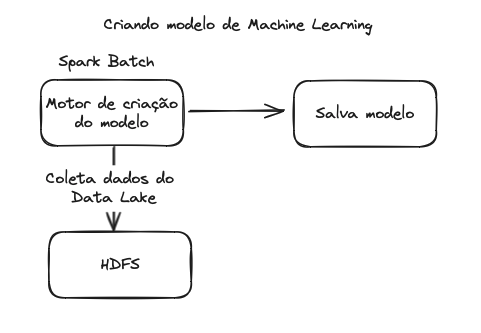 Criando modelo de Machine Learning
Spark Batch
Motor de criação
do modelo
Salva modelo
Coleta dados do
Data Lake
HDFS